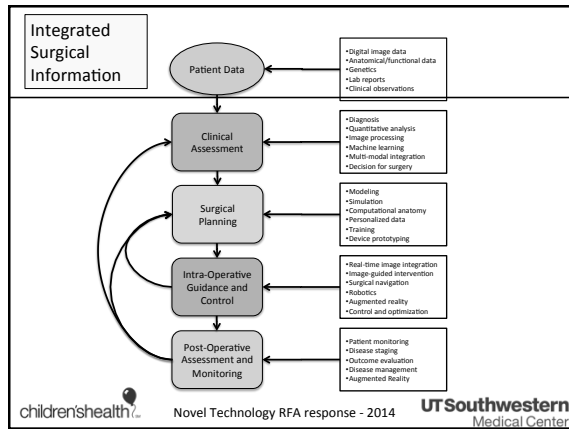 Integrated
Surgical
Information
Patient Data
•Digital image data
•Anatomical/functional data
•Genetics
•Lab reports
•Clinical observations
Clinical
Assessment
•Diagnosis
•Quantitative analysis
•Image processing
•Machine learning
•Multi-modal integration
•Decision for surgery
Surgical
Planning
•Modeling
•Simulation
•Computational anatomy
•Personalized data
•Training
•Device prototyping
Intra-Operative
Guidance and
Control
•Real-time image integration
•Image-guided intervention
•Surgical navigation
•Robotics
•Augmented reality
•Control and optimization
Post-Operative
Assessment and
Monitoring
•Patient monitoring
•Disease staging
•Outcome evaluation
•Disease management
•Augmented Reality
children'shealth
Novel Technology RFA response - 2014
UTSouthwestern
Medical Center